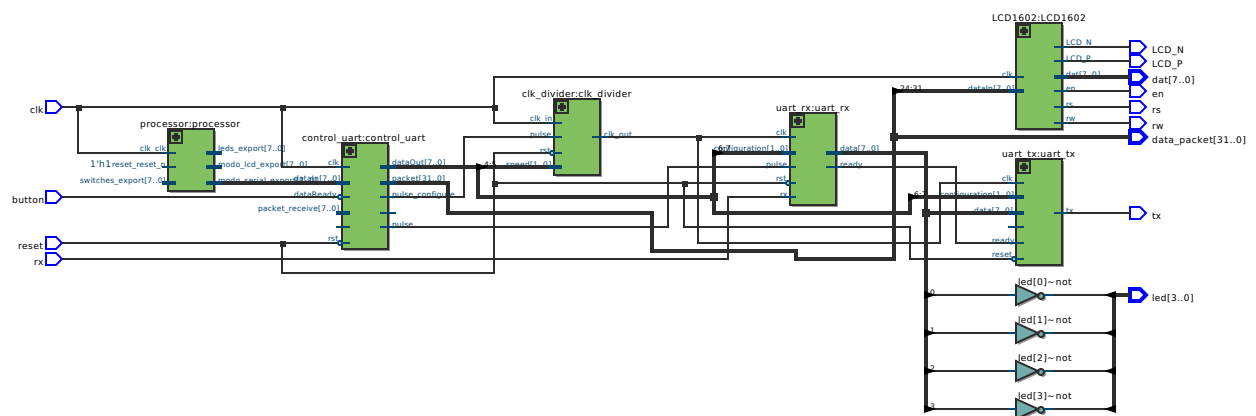 LCD1602:LCD1602
LCD_N
LCD_P
clk
dat[7..0]
dataIn[7..0]
en
rs
rw
LCD_N
LCD_P
dat[7..0]
en
rs
rw
data_packet[31..0]
24:31
clk
button
reset
rx
processor:processor
clk_clk
leds_export[7..0]
1'h1
reset_reset_n
modo_lcd_export[7..0]
switches_export[7..0]
control_uart:control_uart
clk
dataOut[7..0]
packet[31..0]
dataReady
pulse_configure
packet_receive[7..0]
pulse
rst
clk_divider:clk_divider
clk_in
pulse
clk_out
rst
speed[1..0]
4:5
uart_rx:uart_rx
clk
6:7
configuration[1..0]
data[7..0]
pulse
ready
rst
rx
uart_tx:uart_tx
clk
configuration[1..0]
data[7..0]
tx
ready
reset
tx
led[0]~not
0
led[3..0]
led[1]~not
1
led[2]~not
2
led[3]~not
3